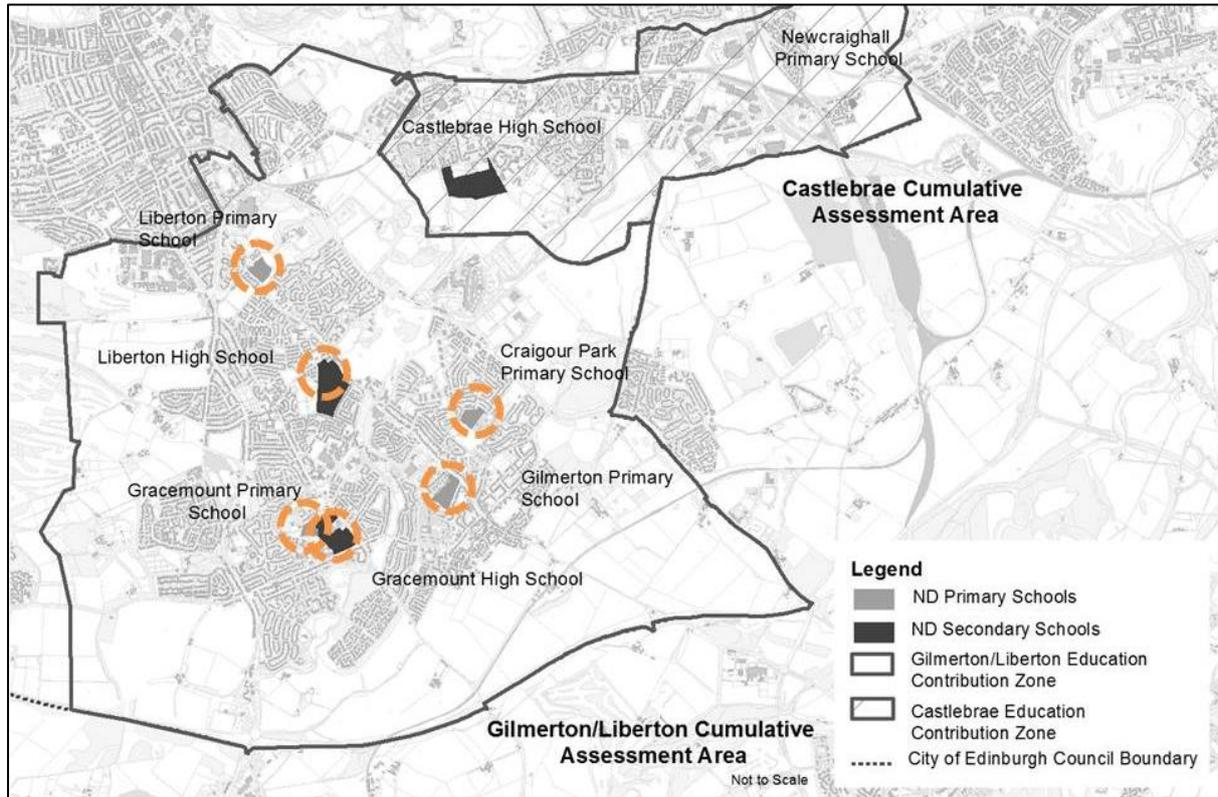 Newcraighall
Primary School
Castlebrae High School
Castlebrae Cumulative
Assessment Area
Liberton Primary
School
Liberton High School
Craigour Park
Primary School
Gracemount Primary
School
Gilmerton Primary
School
Gracemount High School
Legend
ND Primary Schools
ND Secondary Schools
Gilmerton/Liberton Education
Contribution Zone
Castlebrae Education
Contribution Zone
City of Edinburgh Council Boundary
Gilmerton/Liberton Cumulative
Assessment Area
Not to Scale